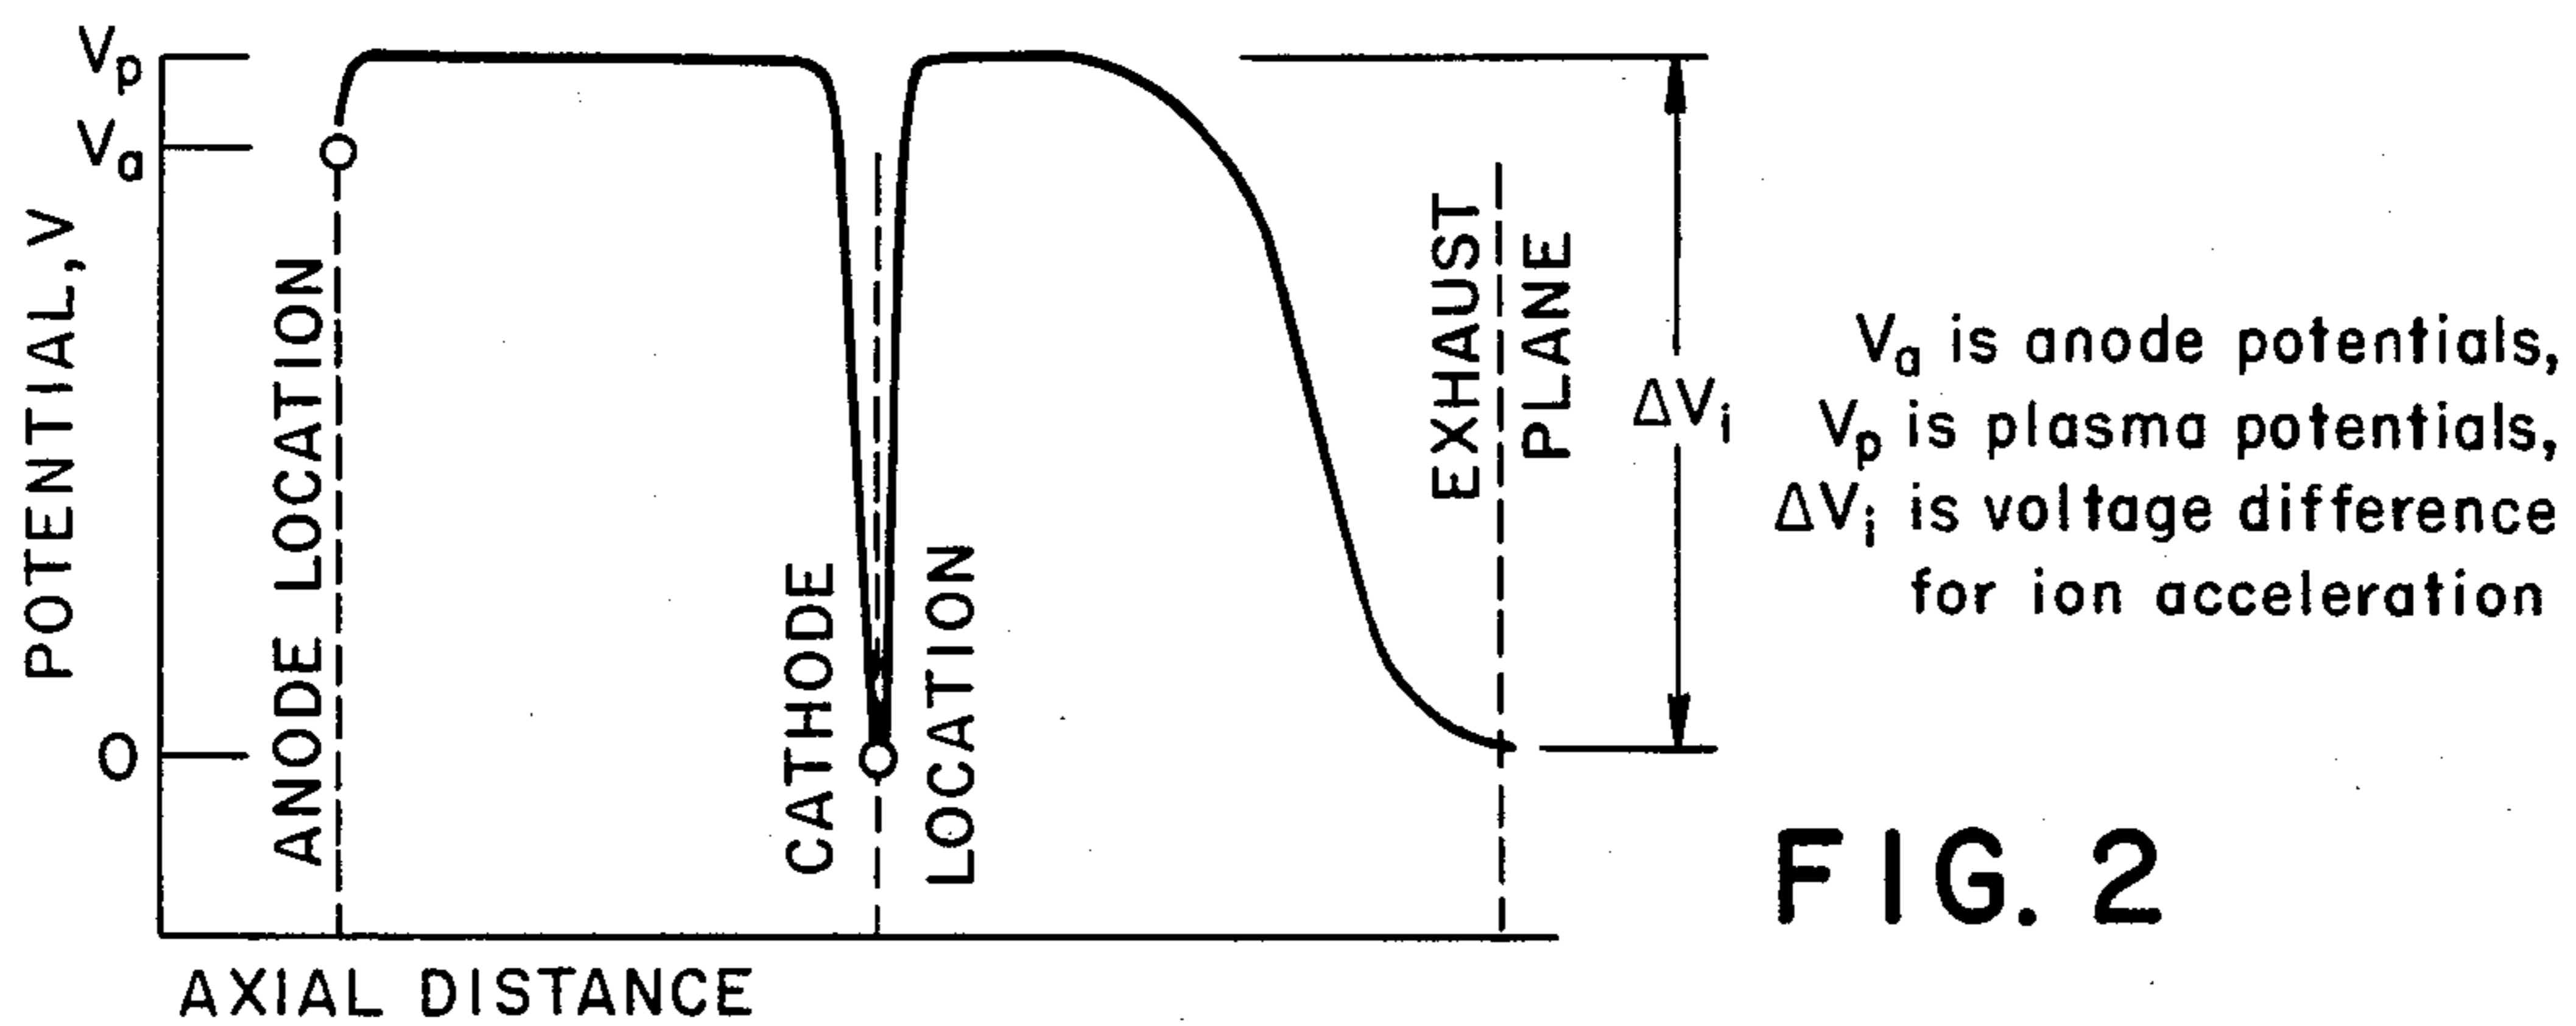 Vp
Va
O
POTENTIAL, V
ANODE LOCATION
CATHODE
LOCATION
EXHAUST
PLANE
ΔVi
Va is anode potentials,
Vp is plasma potentials,
ΔVi is voltage difference
for ion acceleration
AXIAL DISTANCE
FIG. 2